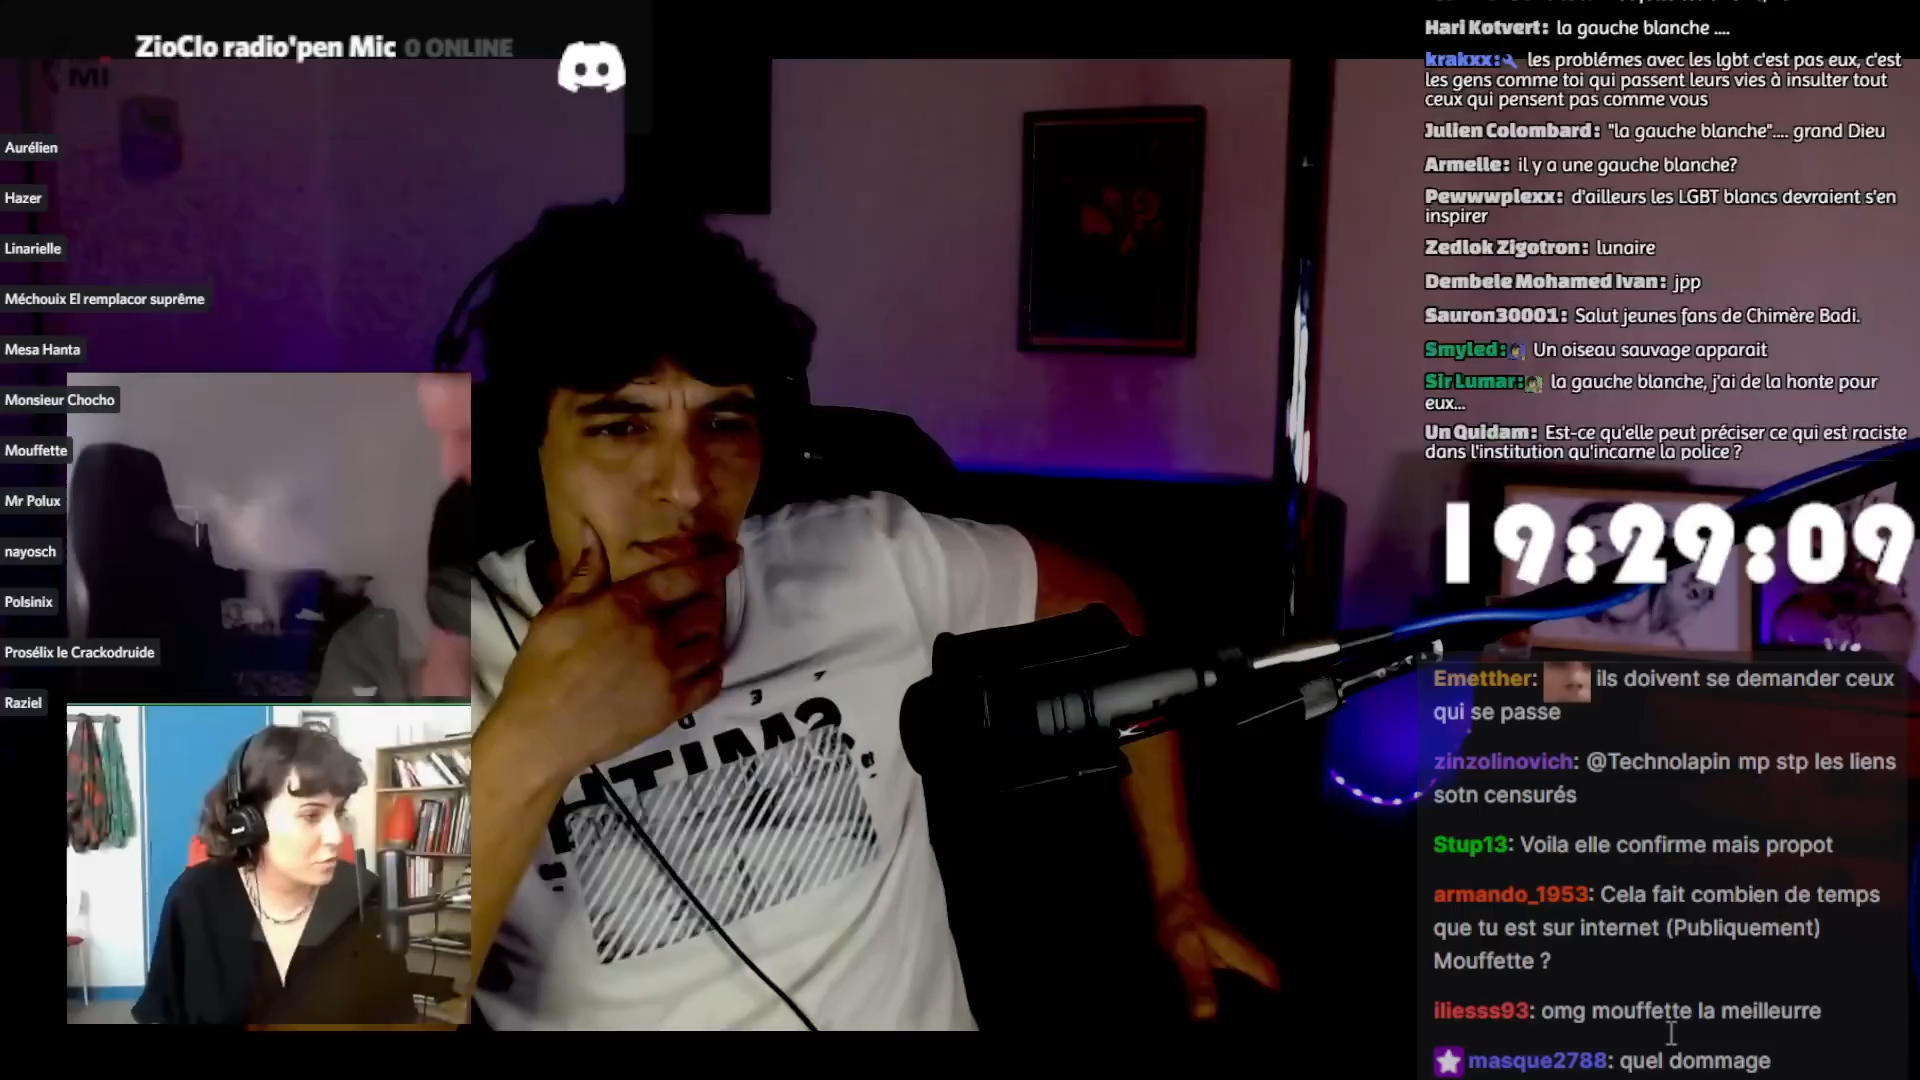 ZioClo radio'pen Mic 0 ONLINE
Mi
Aurélien
Hazer
Linarielle
Méchouix El remplacor suprême
Mesa Hanta
Monsieur Chocho
Mouffette
Mr Polux
nayosch
Polsinix
Prosélix le Crackodruide
Raziel
Hari Kotvert: la gauche blanche ....
krakxx: les problémes avec les lgbt c'est pas eux, c'est
les gens comme toi qui passent leurs vies à insulter tout
ceux qui pensent pas comme vous
Julien Colombard: "la gauche blanche".... grand Dieu
Armelle: il y a une gauche blanche?
Pewwwplexx: d'ailleurs les LGBT blancs devraient s'en
inspirer
Zedlok Zigotron: lunaire
Dembele Mohamed Ivan: jpp
Sauron30001: Salut jeunes fans de Chimère Badi.
Smyled: Un oiseau sauvage apparait
Sir Lumar: la gauche blanche, j'ai de la honte pour
eux...
Un Quidam: Est-ce qu'elle peut préciser ce qui est raciste
dans l'institution qu'incarne la police ?
19:29:09
Emetther: ils doivent se demander ceux
qui se passe
zinzolinovich: @Technolapin mp stp les liens
sotn censurés
Stup13: Voila elle confirme mais propot
armando_1953: Cela fait combien de temps
que tu est sur internet (Publiquement)
Mouffette ?
iliesss93: omg mouffette la meilleurre
masque2788: quel dommage